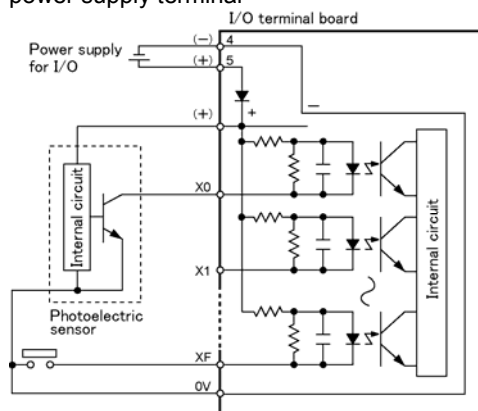 power supply terminal
I/O terminal board
Power supply
for I/O
(−)
4
(+)
5
−
+
(+)
Internal circuit
X0
X1
Photoelectric
sensor
XF
0V
Internal circuit